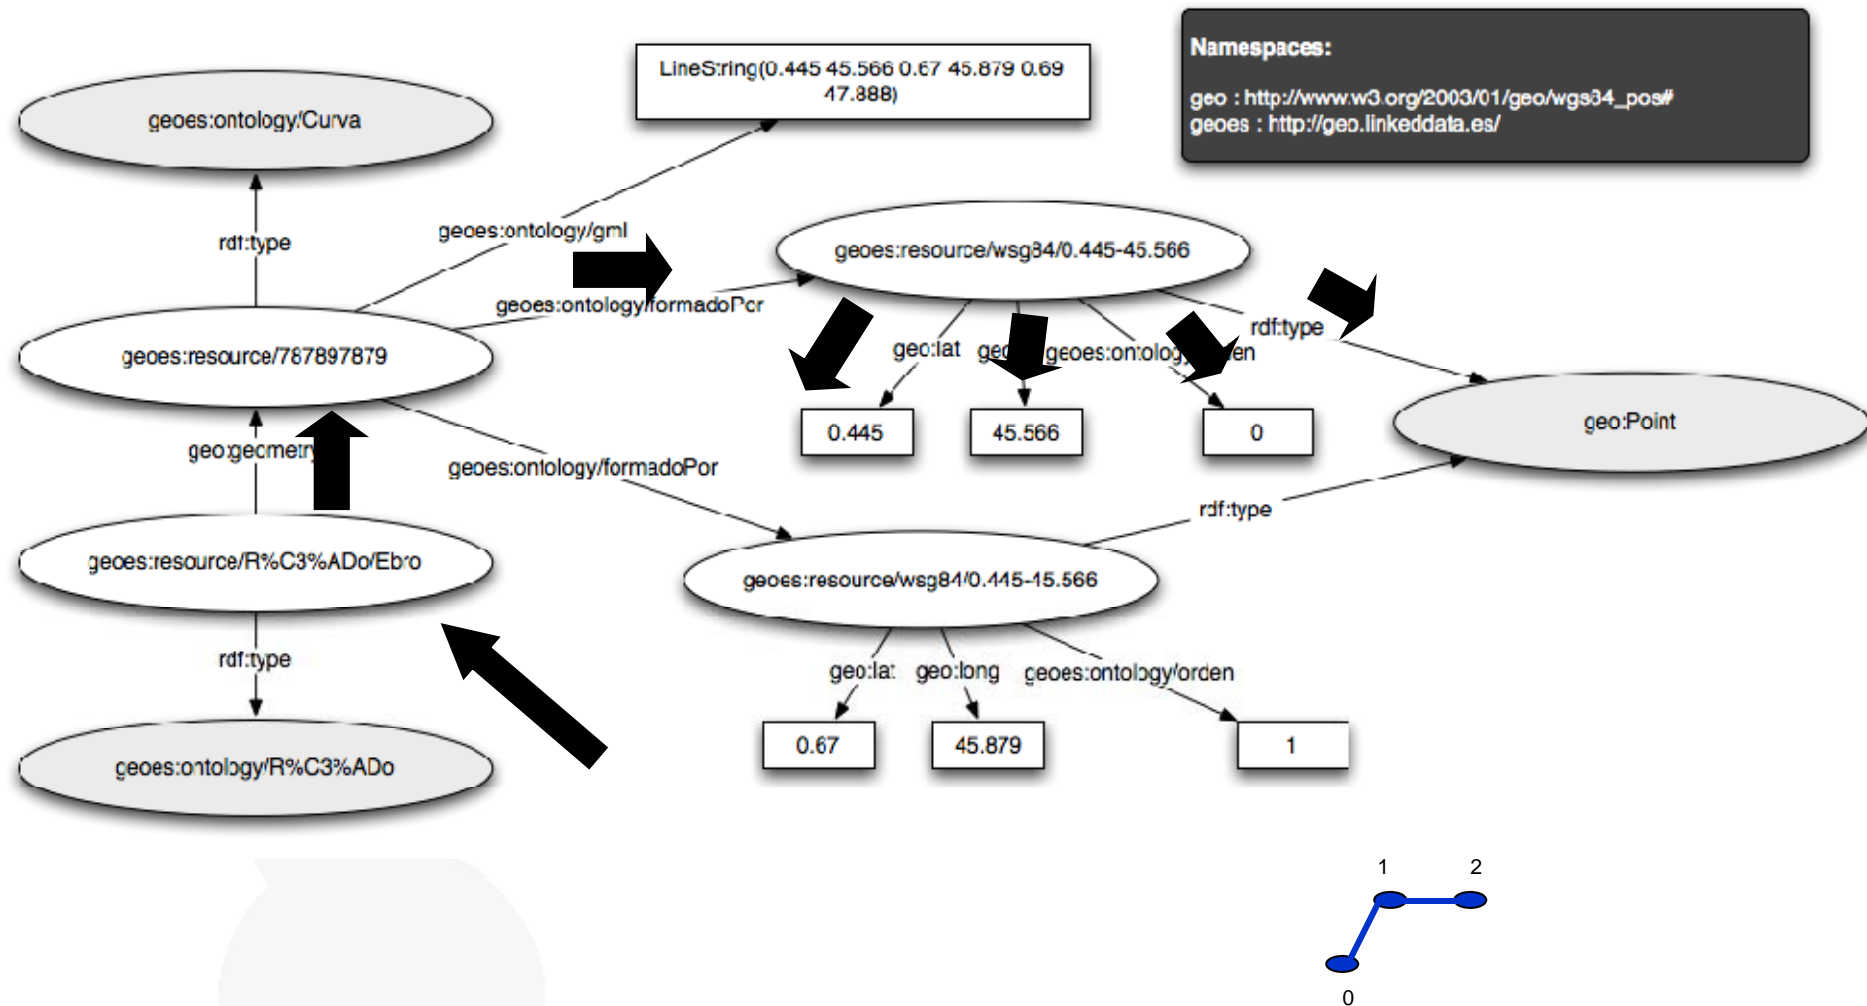 LineString(0.445 45.566 0.67 45.879 0.69
47.888)
Namespaces:
geo : http://www.w3.org/2003/01/geo/wgs84_pos#
geoes : http://geo.linkeddata.es/
geoes:ontology/Curva
rdf:type
geoes:ontology/gml
geoes:resource/wsg84/0.445-45.566
geoes:ontology/formadoPor
rdf:type
geo:lat
geoes:resource/787897879
0.445
45.566
0
geo:Point
geo:geometry
geoes:ontology/formadoPor
rdf:type
geoes:resource/R%C3%ADo/Ebro
geoes:resource/wsg84/0.445-45.566
rdf:type
geo:lat
geo:long
geoes:ontology/orden
0.67
45.879
1
geoes:ontology/R%C3%ADo
1
2
0